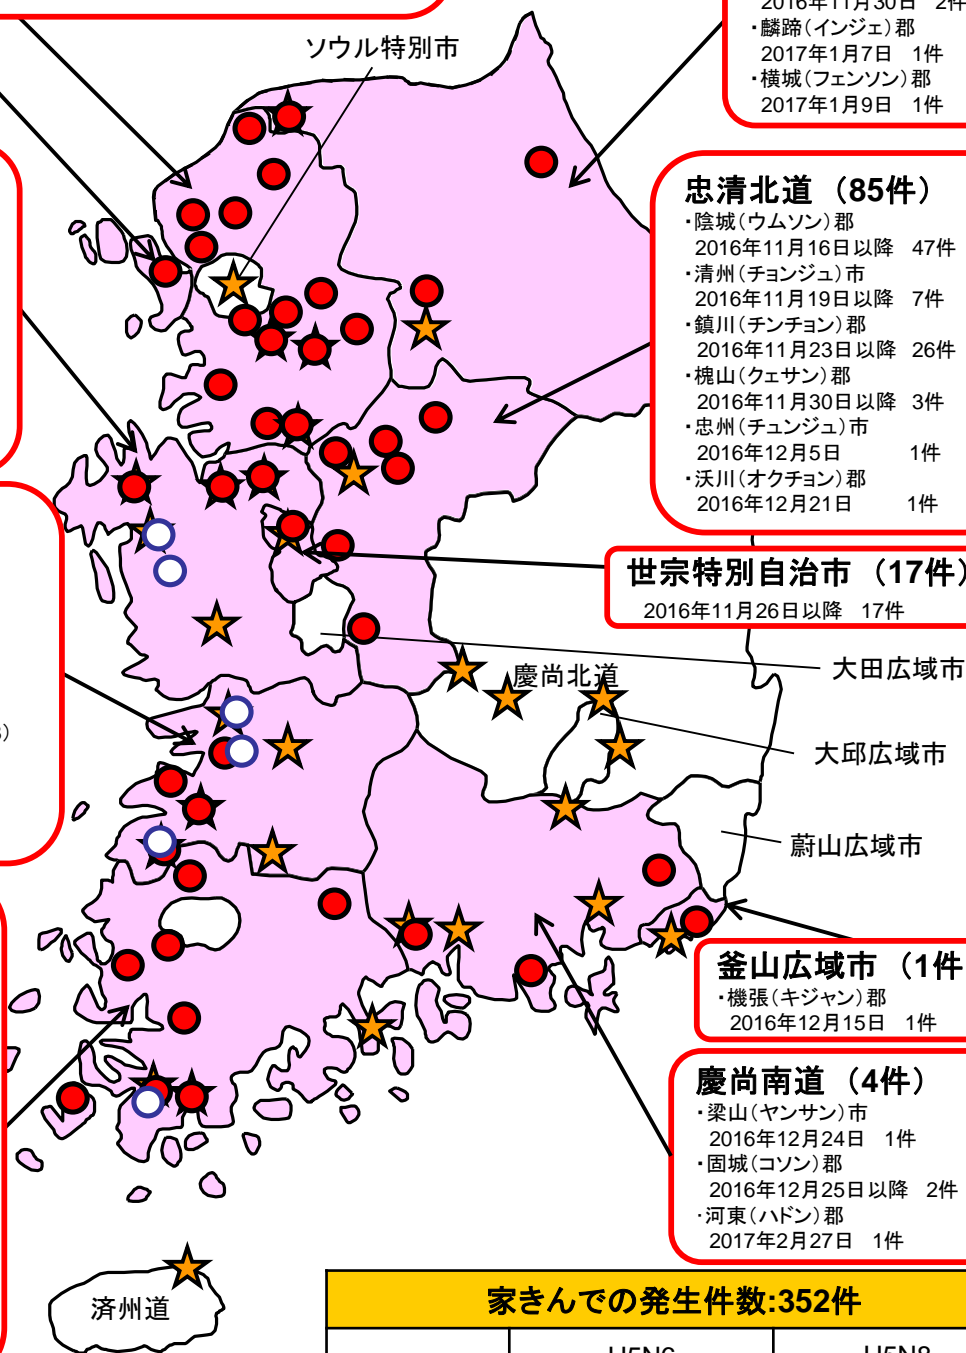 2016年11月30日 2件
・麟蹄（インジェ）郡
2017年1月7日 1件
・横城（フェンソン）郡
2017年1月9日 1件
ソウル特別市
忠清北道（85件）
・陰城（ウムソン）郡
2016年11月16日以降 47件
・清州（チョンジュ）市
2016年11月19日以降 7件
・鎮川（チンチョン）郡
2016年11月23日以降 26件
・槐山（クェサン）郡
2016年11月30日以降 3件
・忠州（チュンジュ）市
2016年12月5日 1件
・沃川（オクチョン）郡
2016年12月21日 1件
世宗特別自治市（17件）
2016年11月26日以降 17件
大田広域市
慶尚北道
大邱広域市
蔚山広域市
釜山広域市（1件
・機張（キジャン）郡
2016年12月15日 1件
慶尚南道（4件）
・梁山（ヤンサン）市
2016年12月24日 1件
・固城（コソン）郡
2016年12月25日以降 2件
・河東（ハドン）郡
2017年2月27日 1件
済州道
家きんでの発生件数:352件
H5N6
H5N8